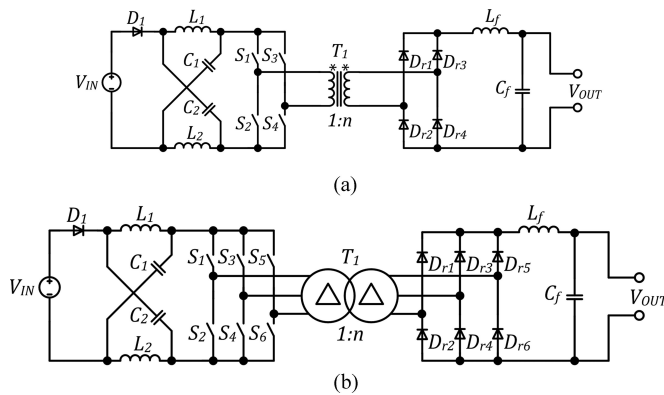 D1 L1 Lf
C1 S1 S3 T1 Dr1 Dr3
VIN * * Cf VOUT
C2 S2 S4 Dr2 Dr4
L2 1:n
(a)
D1 L1 Lf
C1 S1 S3 S5 T1 Dr1 Dr3 Dr5
VIN Δ Δ Cf VOUT
C2 S2 S4 S6 1:n Dr2 Dr4 Dr6
L2
(b)